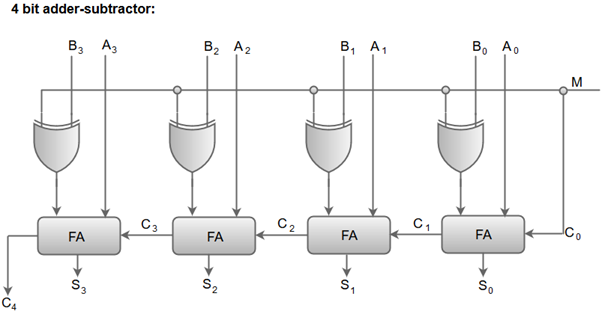 4 bit adder-subtractor:
B₃ A₃ B₂ A₂ B₁ A₁ B₀ A₀
M
C₃ C₂ C₁ C₀
FA FA FA FA
S₃ S₂ S₁ S₀
C₄